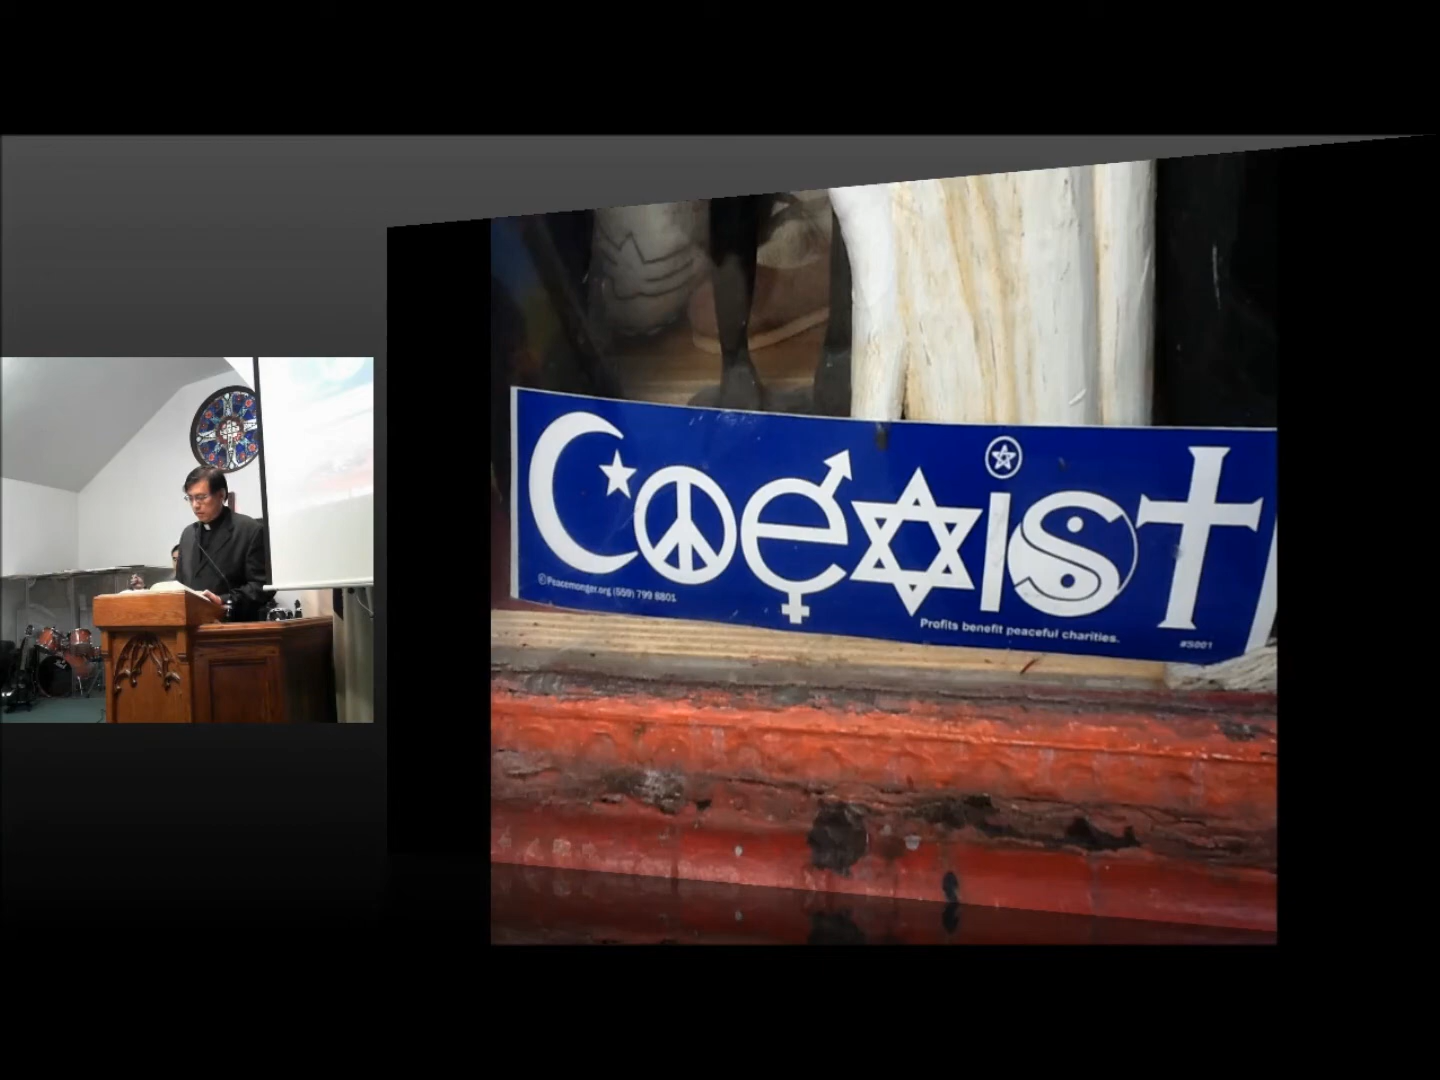 Coexist
©Peacemonger.org (559) 799 8801
Profits benefit peaceful charities.
#S001